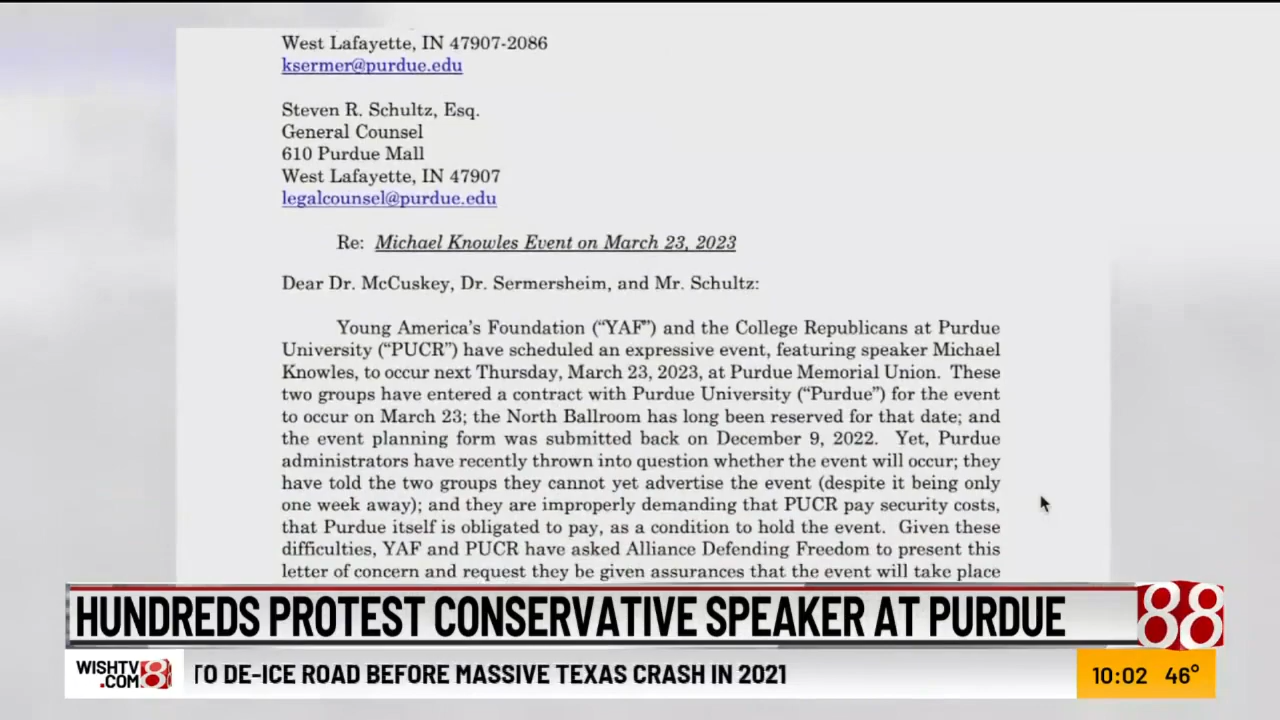 West Lafayette, IN 47907-2086
ksermer@purdue.edu
Steven R. Schultz, Esq.
General Counsel
610 Purdue Mall
West Lafayette, IN 47907
legalcounsel@purdue.edu
Re: Michael Knowles Event on March 23, 2023
Dear Dr. McCuskey, Dr. Sermersheim, and Mr. Schultz:
Young America's Foundation ("YAF") and the College Republicans at Purdue
University ("PUCR") have scheduled an expressive event, featuring speaker Michael
Knowles, to occur next Thursday, March 23, 2023, at Purdue Memorial Union. These
two groups have entered a contract with Purdue University ("Purdue") for the event
to occur on March 23; the North Ballroom has long been reserved for that date; and
the event planning form was submitted back on December 9, 2022. Yet, Purdue
administrators have recently thrown into question whether the event will occur; they
have told the two groups they cannot yet advertise the event (despite it being only
one week away); and they are improperly demanding that PUCR pay security costs,
that Purdue itself is obligated to pay, as a condition to hold the event. Given these
difficulties, YAF and PUCR have asked Alliance Defending Freedom to present this
letter of concern and request they be given assurances that the event will take place
HUNDREDS PROTEST CONSERVATIVE SPEAKER AT PURDUE
88
WISHTV
.COM 8
TO DE-ICE ROAD BEFORE MASSIVE TEXAS CRASH IN 2021
10:02 46°